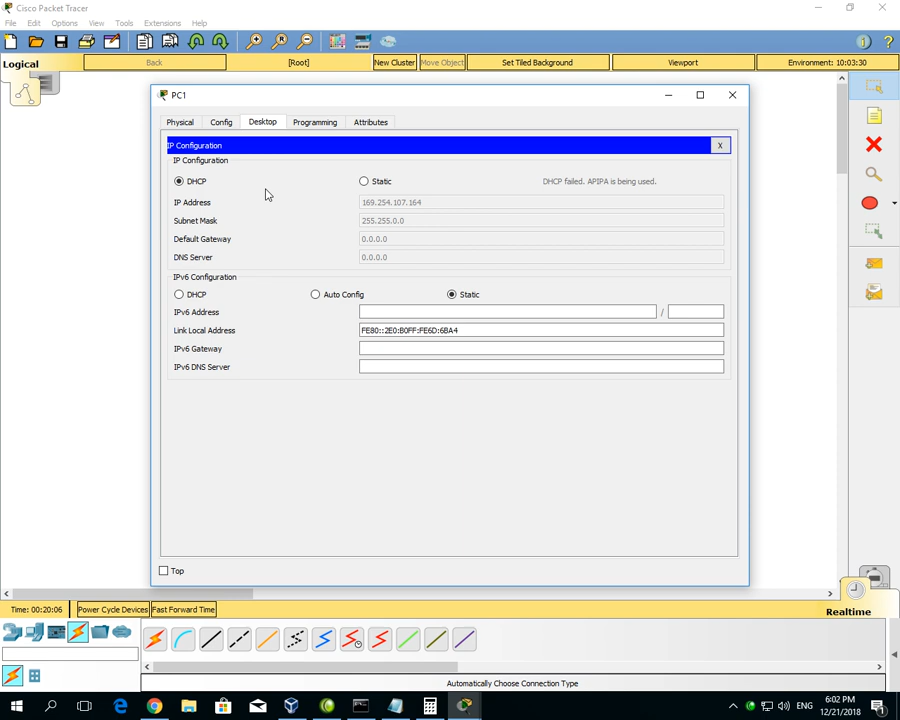 Cisco Packet Tracer
File Edit Options View Tools Extensions Help
Logical Back [Root] New Cluster Move Object Set Tiled Background Viewport Environment: 10:03:30
PC1
Physical Config Desktop Programming Attributes
IP Configuration X
IP Configuration
DHCP Static DHCP failed. APIPA is being used.
IP Address 169.254.107.164
Subnet Mask 255.255.0.0
Default Gateway 0.0.0.0
DNS Server 0.0.0.0
IPv6 Configuration
DHCP Auto Config Static
IPv6 Address /
Link Local Address FE80::2E0:B0FF:FE6D:6BA4
IPv6 Gateway
IPv6 DNS Server
Top
Time: 00:20:06 Power Cycle Devices Fast Forward Time Realtime
Automatically Choose Connection Type
ENG 6:02 PM
12/21/2018